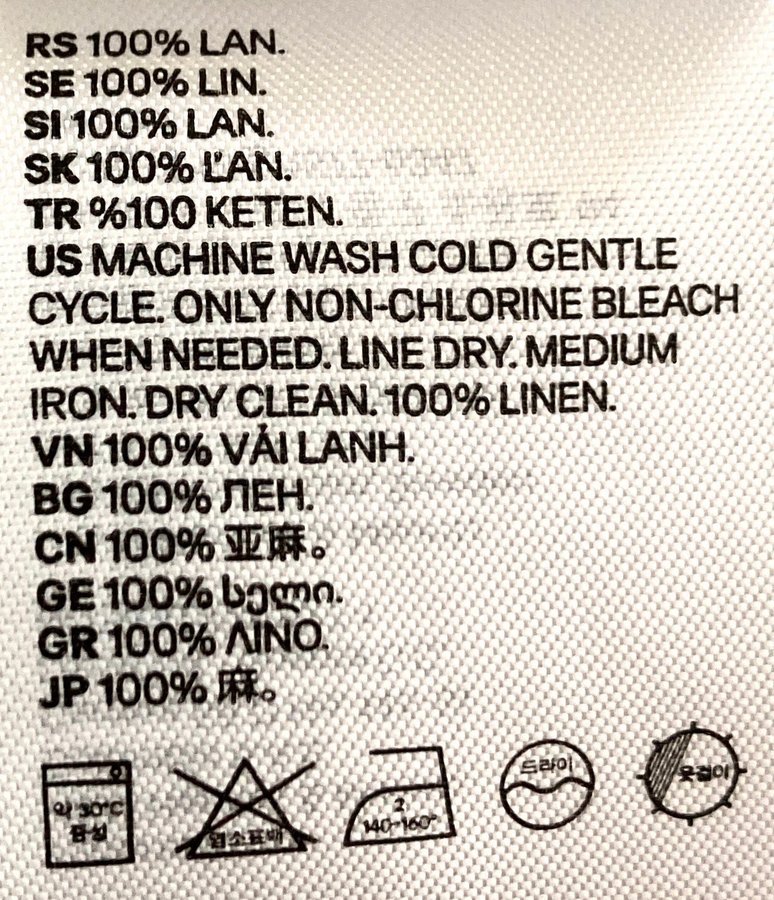 RS 100% LAN.
SE 100% LIN.
SI 100% LAN.
SK 100% ĽAN.
TR %100 KETEN.
US MACHINE WASH COLD GENTLE
CYCLE. ONLY NON-CHLORINE BLEACH
WHEN NEEDED. LINE DRY. MEDIUM
IRON. DRY CLEAN. 100% LINEN.
VN 100% VẢI LANH.
BG 100% ЛЕН.
CN 100% 亚麻。
GE 100% სელი.
GR 100% ΛΙΝΟ.
JP 100% 麻。
약 30°C
중성
염소표백
2
140-160°
드라이
옷걸이